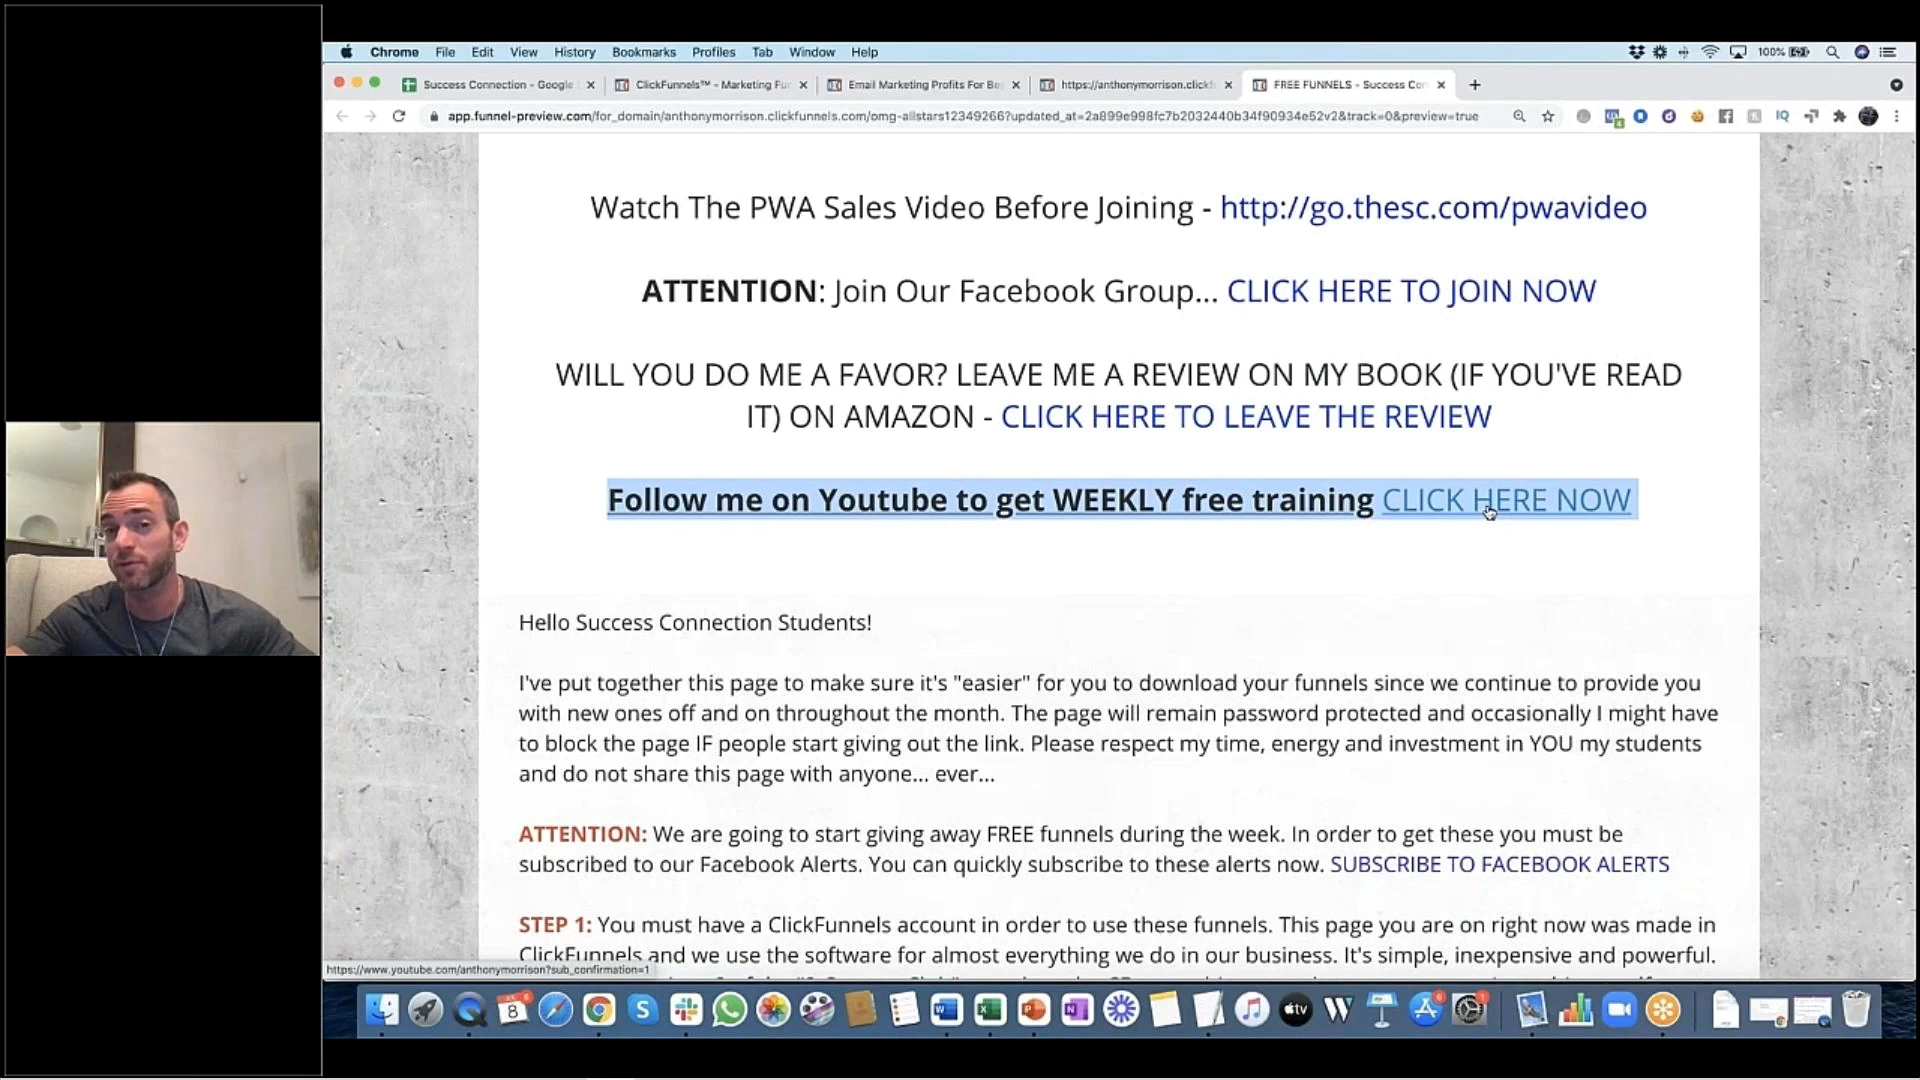 Chrome File Edit View History Bookmarks Profiles Tab Window Help 100%
Success Connection - Google
ClickFunnels™ - Marketing Fu
Email Marketing Profits For Be
https://anthonymorrison.clickf
FREE FUNNELS - Success Con
app.funnel-preview.com/for_domain/anthonymorrison.clickfunnels.com/omg-allstars12349266?updated_at=2a899e998fc7b2032440b34f90934e52v2&track=0&preview=true
Watch The PWA Sales Video Before Joining - http://go.thesc.com/pwavideo
ATTENTION: Join Our Facebook Group... CLICK HERE TO JOIN NOW
WILL YOU DO ME A FAVOR? LEAVE ME A REVIEW ON MY BOOK (IF YOU'VE READ
IT) ON AMAZON - CLICK HERE TO LEAVE THE REVIEW
Follow me on Youtube to get WEEKLY free training CLICK HERE NOW
Hello Success Connection Students!
I've put together this page to make sure it's "easier" for you to download your funnels since we continue to provide you
with new ones off and on throughout the month. The page will remain password protected and occasionally I might have
to block the page IF people start giving out the link. Please respect my time, energy and investment in YOU my students
and do not share this page with anyone... ever...
ATTENTION: We are going to start giving away FREE funnels during the week. In order to get these you must be
subscribed to our Facebook Alerts. You can quickly subscribe to these alerts now. SUBSCRIBE TO FACEBOOK ALERTS
STEP 1: You must have a ClickFunnels account in order to use these funnels. This page you are on right now was made in
ClickFunnels and we use the software for almost everything we do in our business. It's simple, inexpensive and powerful.
https://www.youtube.com/anthonymorrison?sub_confirmation=1
8
tv